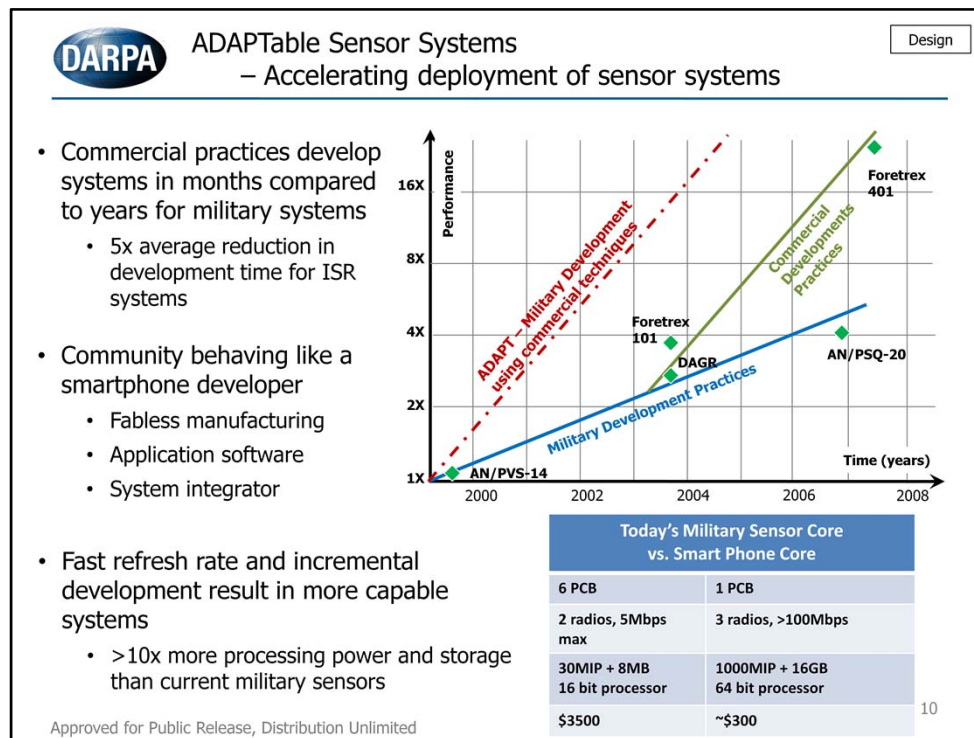 DARPA
ADAPTable Sensor Systems
– Accelerating deployment of sensor systems
Design
• Commercial practices develop
systems in months compared
to years for military systems
• 5x average reduction in
development time for ISR
systems
• Community behaving like a
smartphone developer
• Fabless manufacturing
• Application software
• System integrator
• Fast refresh rate and incremental
development result in more capable
systems
• >10x more processing power and storage
than current military sensors
Performance
16X
8X
4X
2X
1X
ADAPT – Military Development
using commercial techniques
Commercial
Developments
Practices
Military Development Practices
Foretrex
401
Foretrex
101
DAGR
AN/PSQ-20
AN/PVS-14
Time (years)
2000
2002
2004
2006
2008
Today's Military Sensor Core
vs. Smart Phone Core
6 PCB
1 PCB
2 radios, 5Mbps
max
3 radios, >100Mbps
30MIP + 8MB
16 bit processor
1000MIP + 16GB
64 bit processor
$3500
~$300
10
Approved for Public Release, Distribution Unlimited